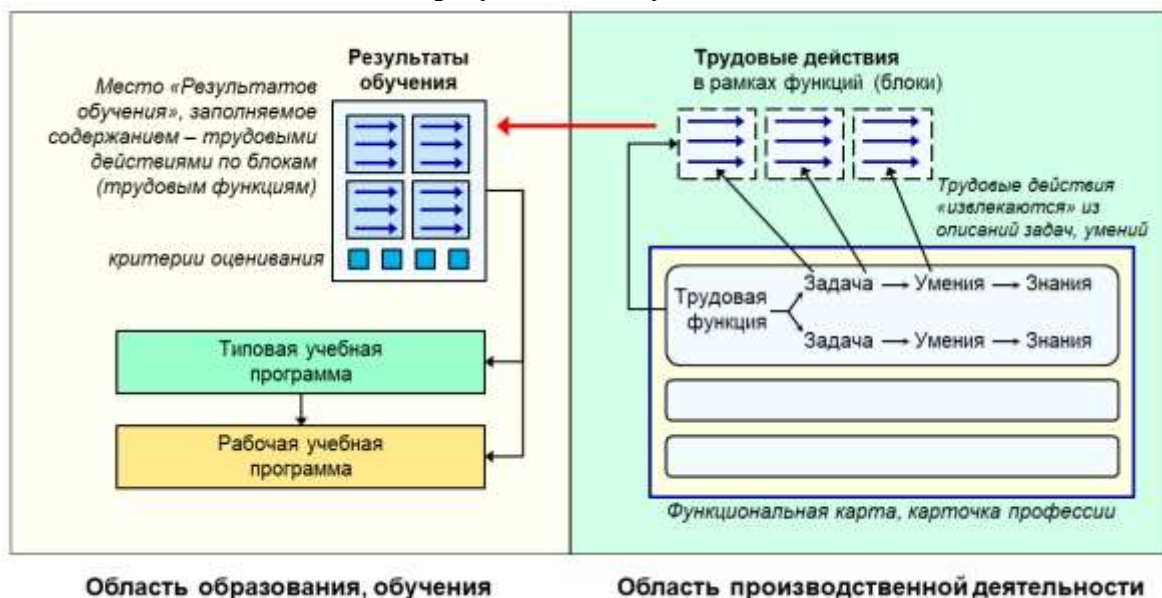 Результаты
обучения
Место «Результатов
обучения», заполняемое
содержанием – трудовыми
действиями по блокам
(трудовым функциям)
критерии оценивания
Типовая учебная
программа
Рабочая учебная
программа
Трудовые действия
в рамках функций (блоки)
Трудовые действия
«извлекаются» из
описаний задач, умений
Трудовая
функция
Задача
Умения
Знания
Задача
Умения
Знания
Функциональная карта, карточка профессии
Область образования, обучения
Область производственной деятельности